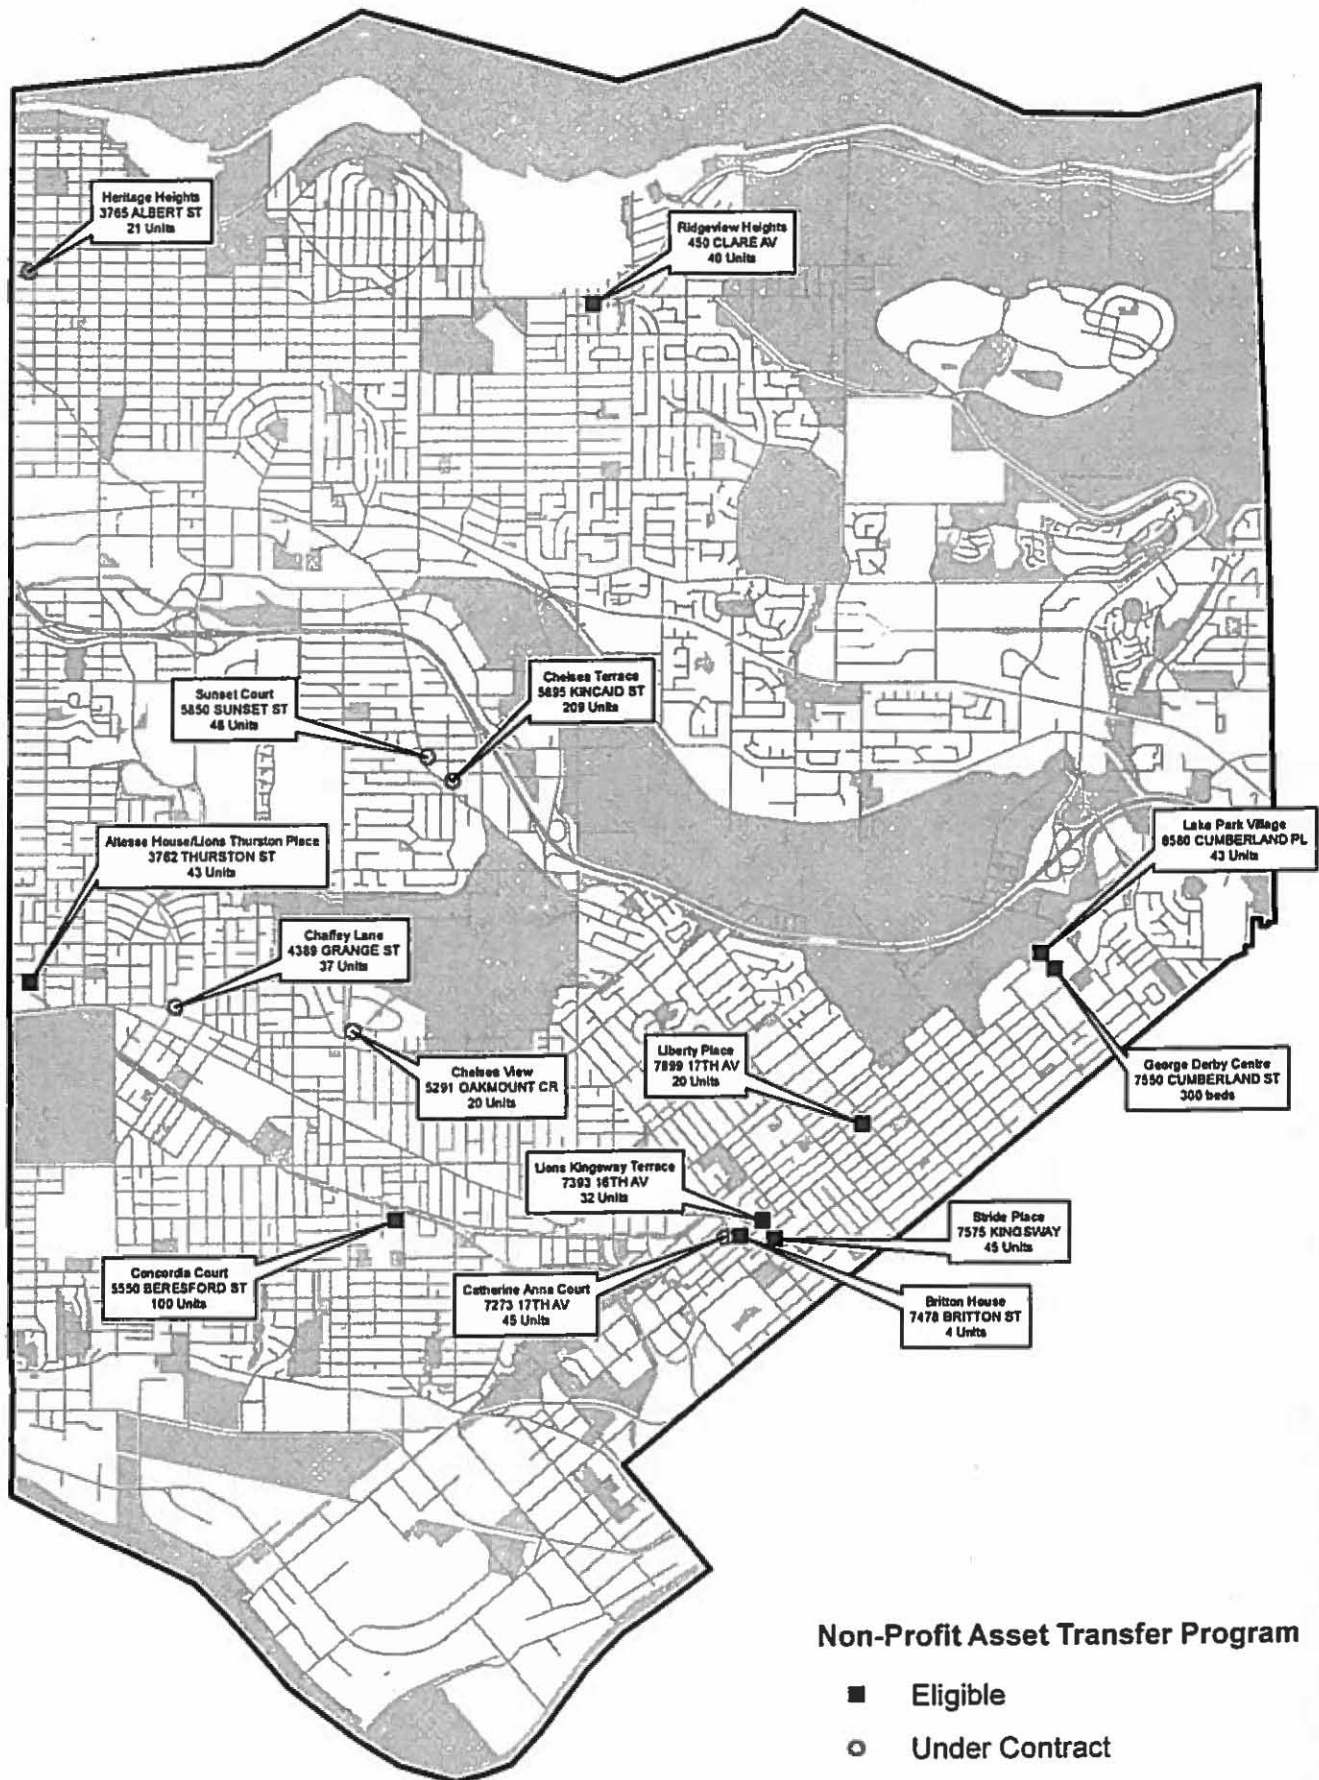 Heritage Heights
3765 ALBERT ST
21 Units
Ridgeview Heights
450 CLARE AV
40 Units
Sunset Court
5850 SUNSET ST
48 Units
Chelsea Terrace
5895 KINCAID ST
209 Units
Altesse House/Lions Thurston Place
3762 THURSTON ST
43 Units
Lake Park Village
8580 CUMBERLAND PL
43 Units
Chaffey Lane
4389 GRANGE ST
37 Units
Chelsea View
5291 OAKMOUNT CR
20 Units
Liberty Place
7899 17TH AV
20 Units
George Derby Centre
7550 CUMBERLAND ST
300 beds
Lions Kingsway Terrace
7393 16TH AV
32 Units
Stride Place
7575 KINGSWAY
45 Units
Concordia Court
5550 BERESFORD ST
100 Units
Catherine Anne Court
7273 17TH AV
45 Units
Britton House
7478 BRITTON ST
4 Units
Non-Profit Asset Transfer Program
Eligible
Under Contract